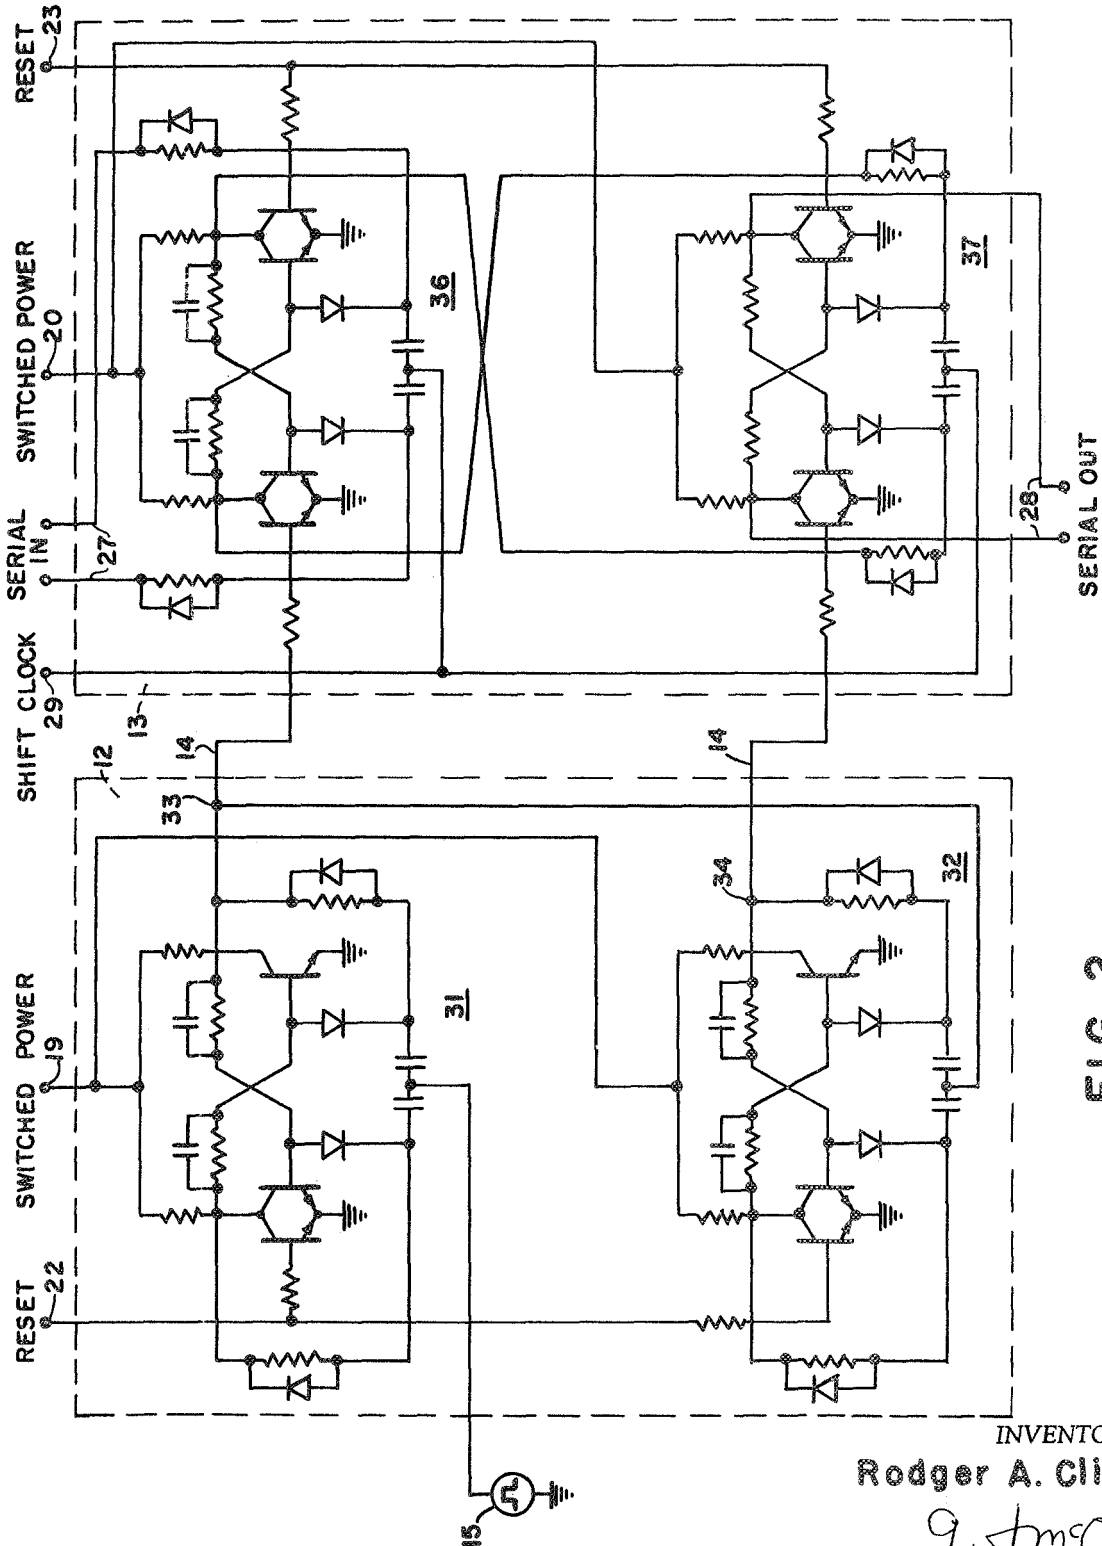 RESET
23
SWITCHED POWER
20
SERIAL
IN
27
SHIFT CLOCK
29
13
36
37
28
SERIAL OUT
14
14
12
33
34
31
32
SWITCHED POWER
19
RESET
22
15
INVENTO
Rodger A. Cli